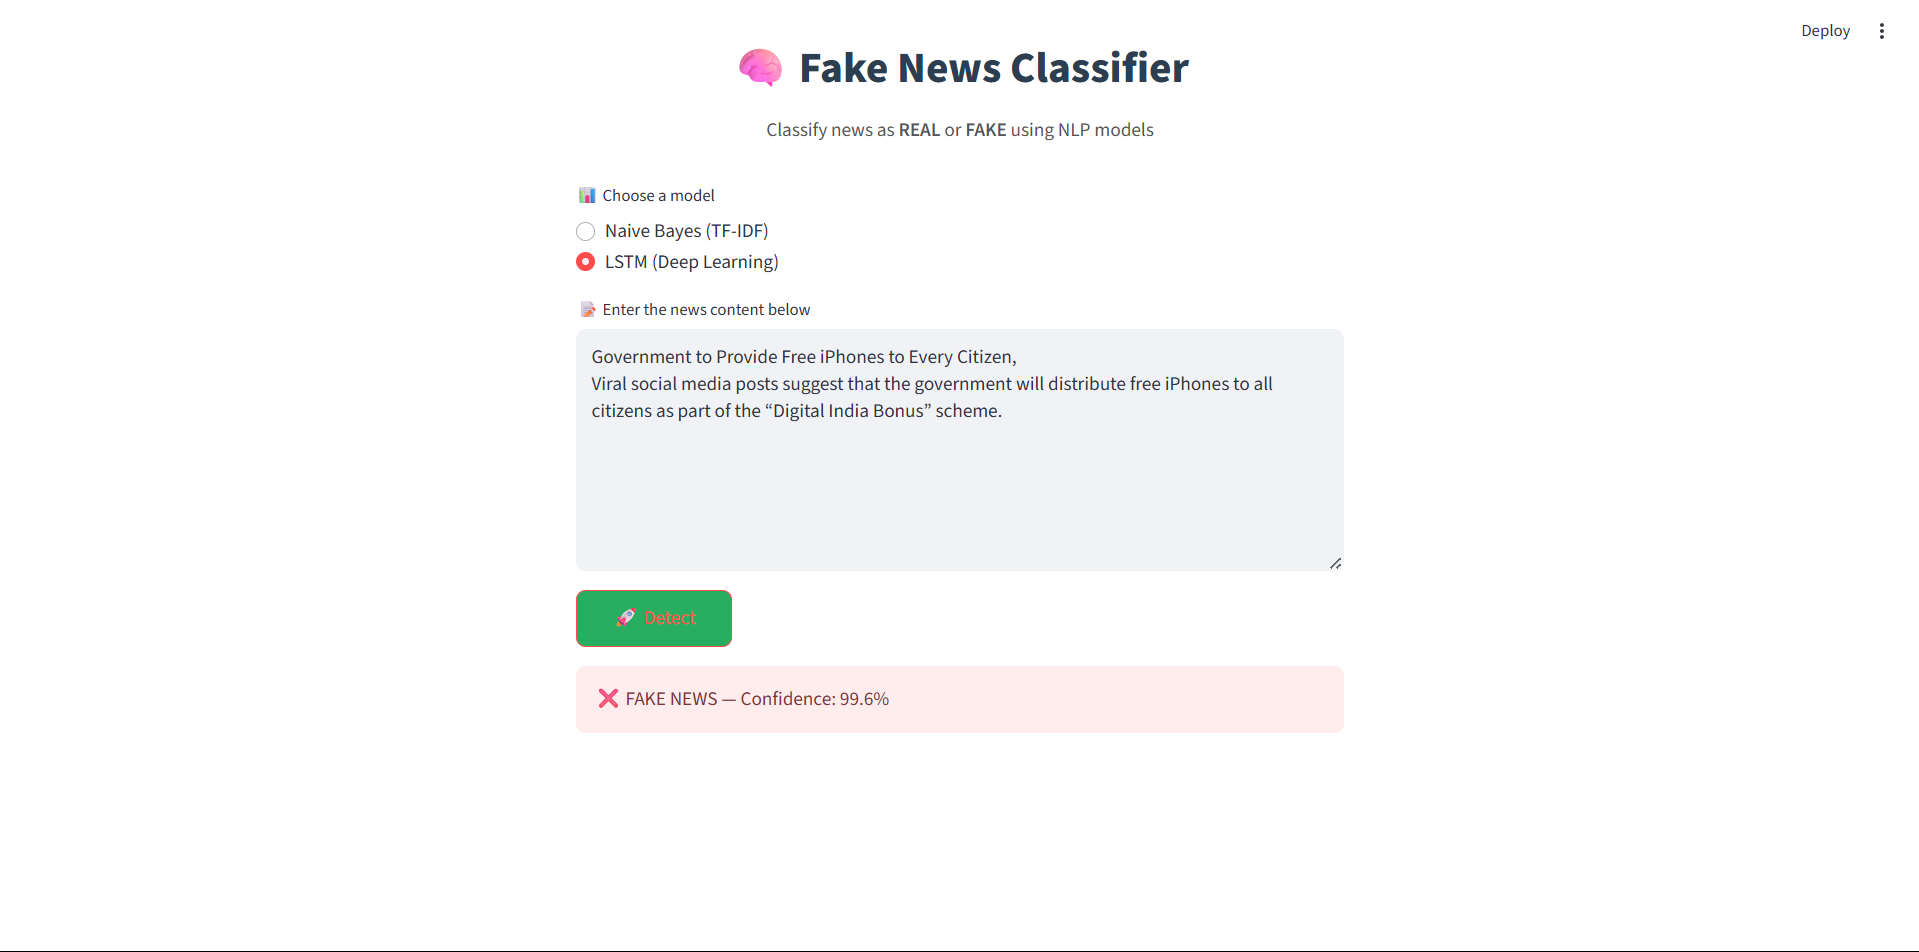 Deploy
Fake News Classifier
Classify news as REAL or FAKE using NLP models
Choose a model
Naive Bayes (TF-IDF)
LSTM (Deep Learning)
Enter the news content below
Government to Provide Free iPhones to Every Citizen,
Viral social media posts suggest that the government will distribute free iPhones to all
citizens as part of the “Digital India Bonus” scheme.
Detect
FAKE NEWS — Confidence: 99.6%